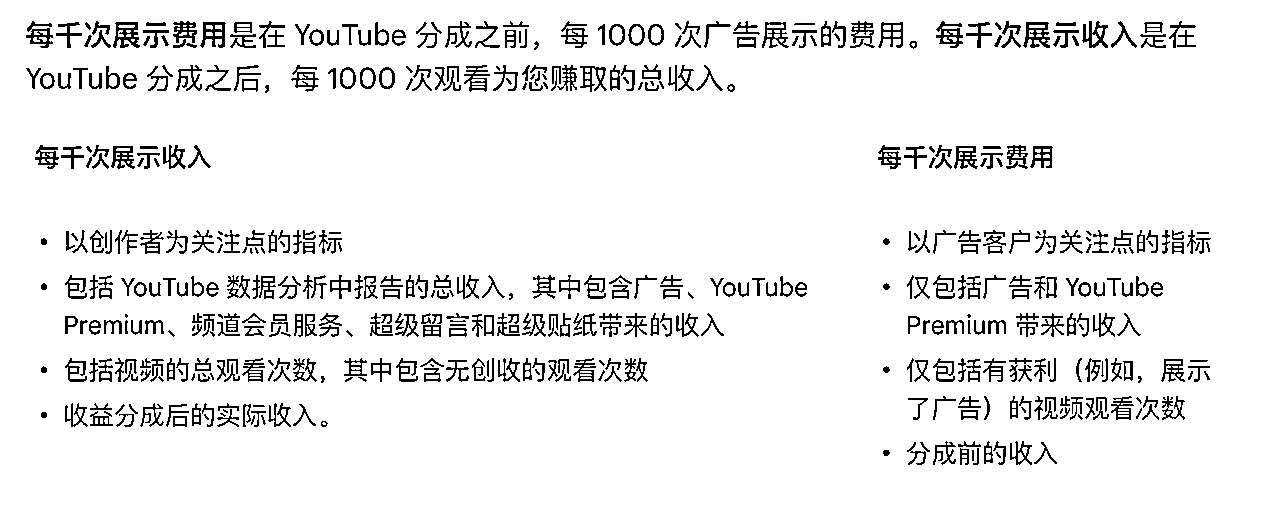 每千次展示费用是在 YouTube 分成之前，每 1000 次广告展示的费用。每千次展示收入是在
YouTube 分成之后，每 1000 次观看为您赚取的总收入。
每千次展示收入
• 以创作者为关注点的指标
• 包括 YouTube 数据分析中报告的总收入，其中包含广告、YouTube
Premium、频道会员服务、超级留言和超级贴纸带来的收入
• 包括视频的总观看次数，其中包含无创收的观看次数
• 收益分成后的实际收入。
每千次展示费用
• 以广告客户为关注点的指标
• 仅包括广告和 YouTube
Premium 带来的收入
• 仅包括有获利（例如，展示
了广告）的视频观看次数
• 分成前的收入